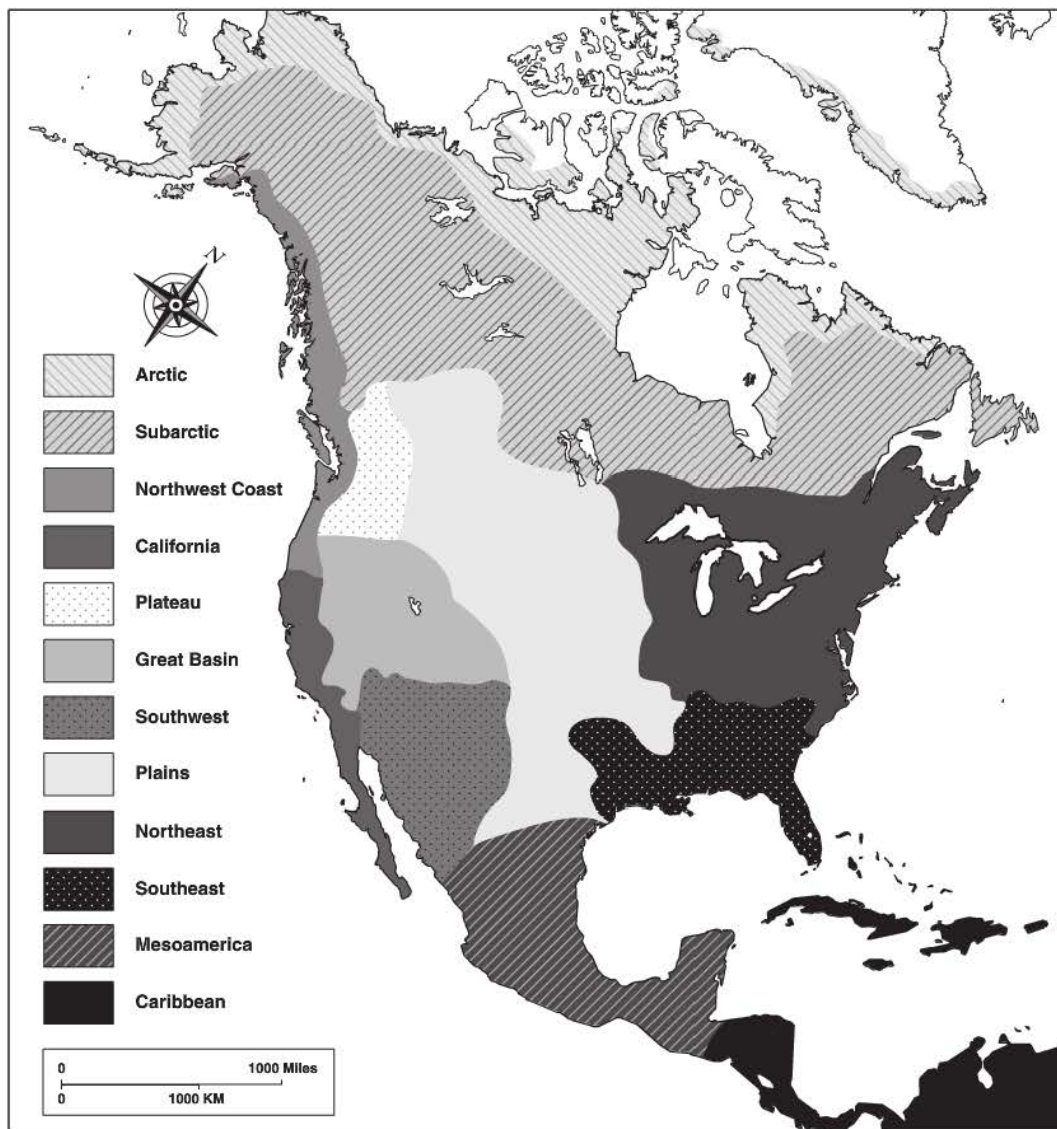 N
Arctic
Subarctic
Northwest Coast
California
Plateau
Great Basin
Southwest
Plains
Northeast
Southeast
Mesoamerica
Caribbean
0 1000 Miles
0 1000 KM